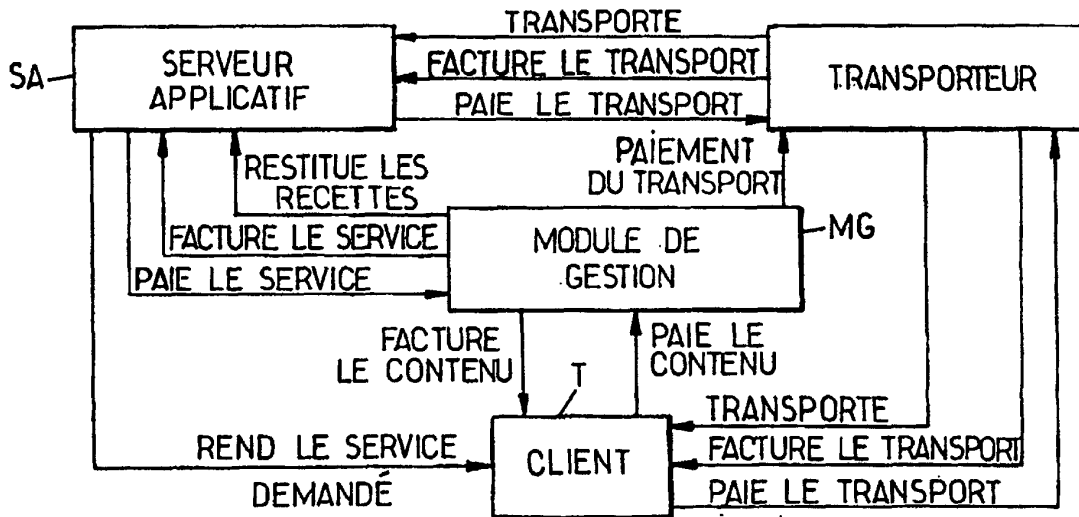 TRANSPORTE
SA
SERVEUR
APPLICATIF
FACTURE LE TRANSPORT
TRANSPORTEUR
PAIE LE TRANSPORT
RESTITUE LES
RECETTES
PAIEMENT
DU TRANSPORT
FACTURE LE SERVICE
MODULE DE
GESTION
MG
PAIE LE SERVICE
FACTURE
LE CONTENU
PAIE LE
CONTENU
T
TRANSPORTE
REND LE SERVICE
DEMANDÉ
CLIENT
FACTURE LE TRANSPORT
PAIE LE TRANSPORT